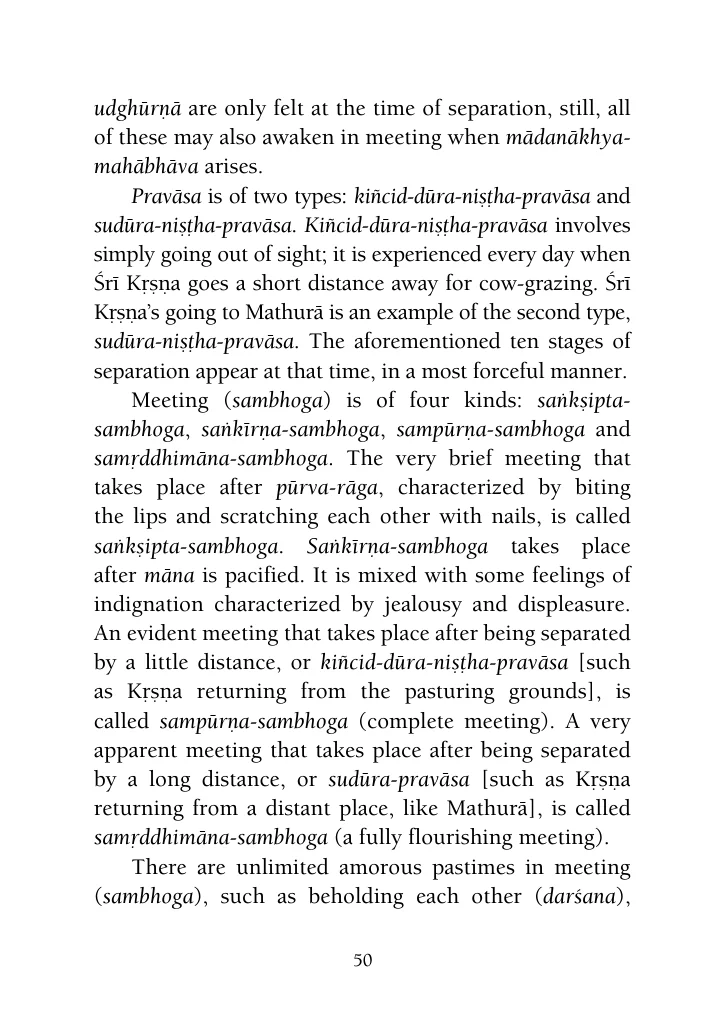 udghūrṇā are only felt at the time of separation, still, all
of these may also awaken in meeting when mādanākhya-
mahābhāva arises.
Pravāsa is of two types: kiñcid-dūra-niṣṭha-pravāsa and
sudūra-niṣṭha-pravāsa. Kiñcid-dūra-niṣṭha-pravāsa involves
simply going out of sight; it is experienced every day when
Śrī Kṛṣṇa goes a short distance away for cow-grazing. Śrī
Kṛṣṇa’s going to Mathurā is an example of the second type,
sudūra-niṣṭha-pravāsa. The aforementioned ten stages of
separation appear at that time, in a most forceful manner.
Meeting (sambhoga) is of four kinds: saṅkṣipta-
sambhoga, saṅkīrṇa-sambhoga, sampūrṇa-sambhoga and
samṛddhimāna-sambhoga. The very brief meeting that
takes place after pūrva-rāga, characterized by biting
the lips and scratching each other with nails, is called
saṅkṣipta-sambhoga. Saṅkīrṇa-sambhoga takes place
after māna is pacified. It is mixed with some feelings of
indignation characterized by jealousy and displeasure.
An evident meeting that takes place after being separated
by a little distance, or kiñcid-dūra-niṣṭha-pravāsa [such
as Kṛṣṇa returning from the pasturing grounds], is
called sampūrṇa-sambhoga (complete meeting). A very
apparent meeting that takes place after being separated
by a long distance, or sudūra-pravāsa [such as Kṛṣṇa
returning from a distant place, like Mathurā], is called
samṛddhimāna-sambhoga (a fully flourishing meeting).
There are unlimited amorous pastimes in meeting
(sambhoga), such as beholding each other (darśana),
50